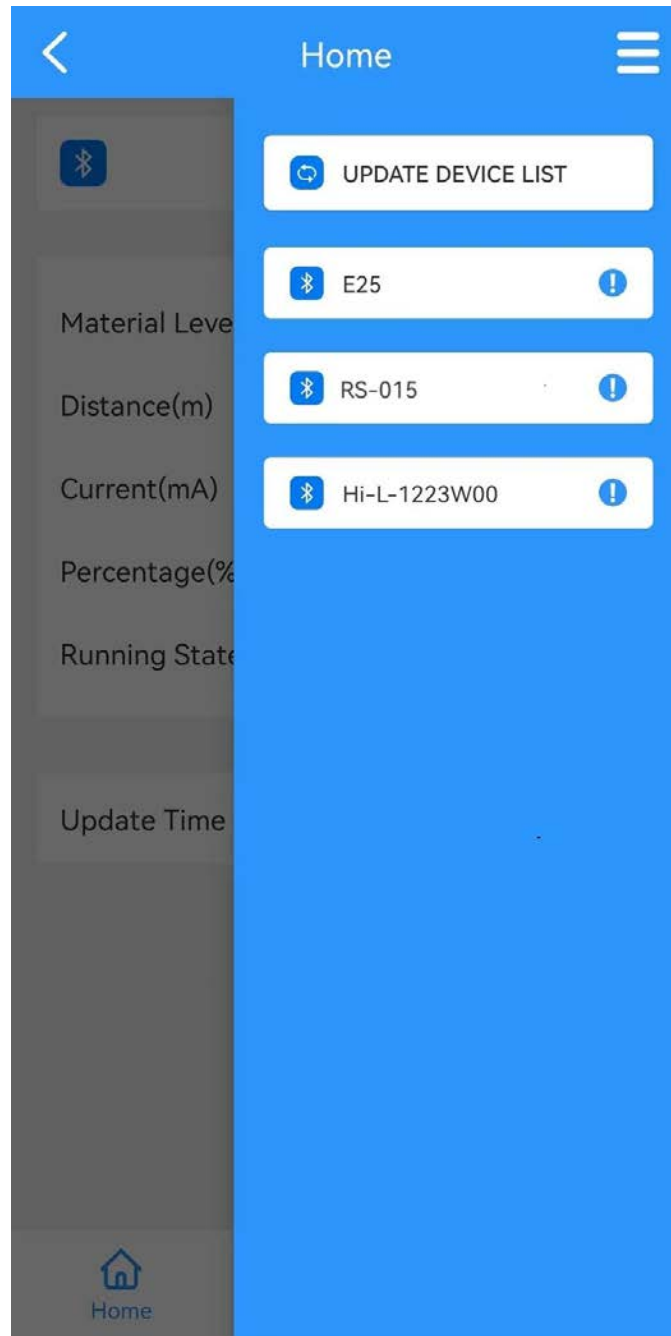 Home
UPDATE DEVICE LIST
E25
RS-015
Hi-L-1223W00
Material Leve
Distance(m)
Current(mA)
Percentage(%
Running State
Update Time
Home